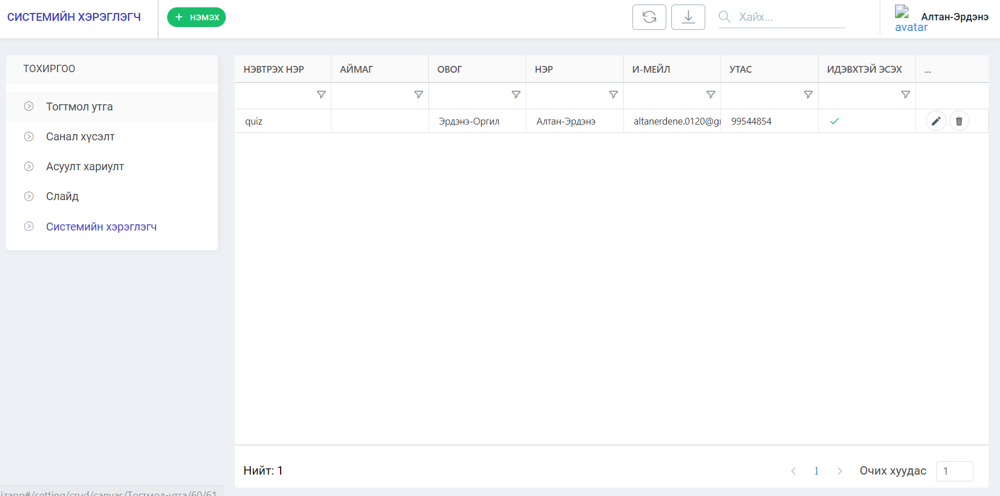 СИСТЕМИЙН ХЭРЭГЛЭГЧ
+ НЭМЭХ
Хайх...
avatar
Алтан-Эрдэнэ
ТОХИРГОО
Тогтмол утга
Санал хүсэлт
Асуулт хариулт
Слайд
Системийн хэрэглэгч
НЭВТРЭХ НЭР АЙМАГ ОВОГ НЭР И-МЕЙЛ УТАС ИДЭВХТЭЙ ЭСЭХ ...
quiz Эрдэнэ-Оргил Алтан-Эрдэнэ altanerdene.0120@gr 99544854
Нийт: 1
1 Очих хуудас 1
izapp#/setting/crud/canvas/Тогтмол-утга/60/61